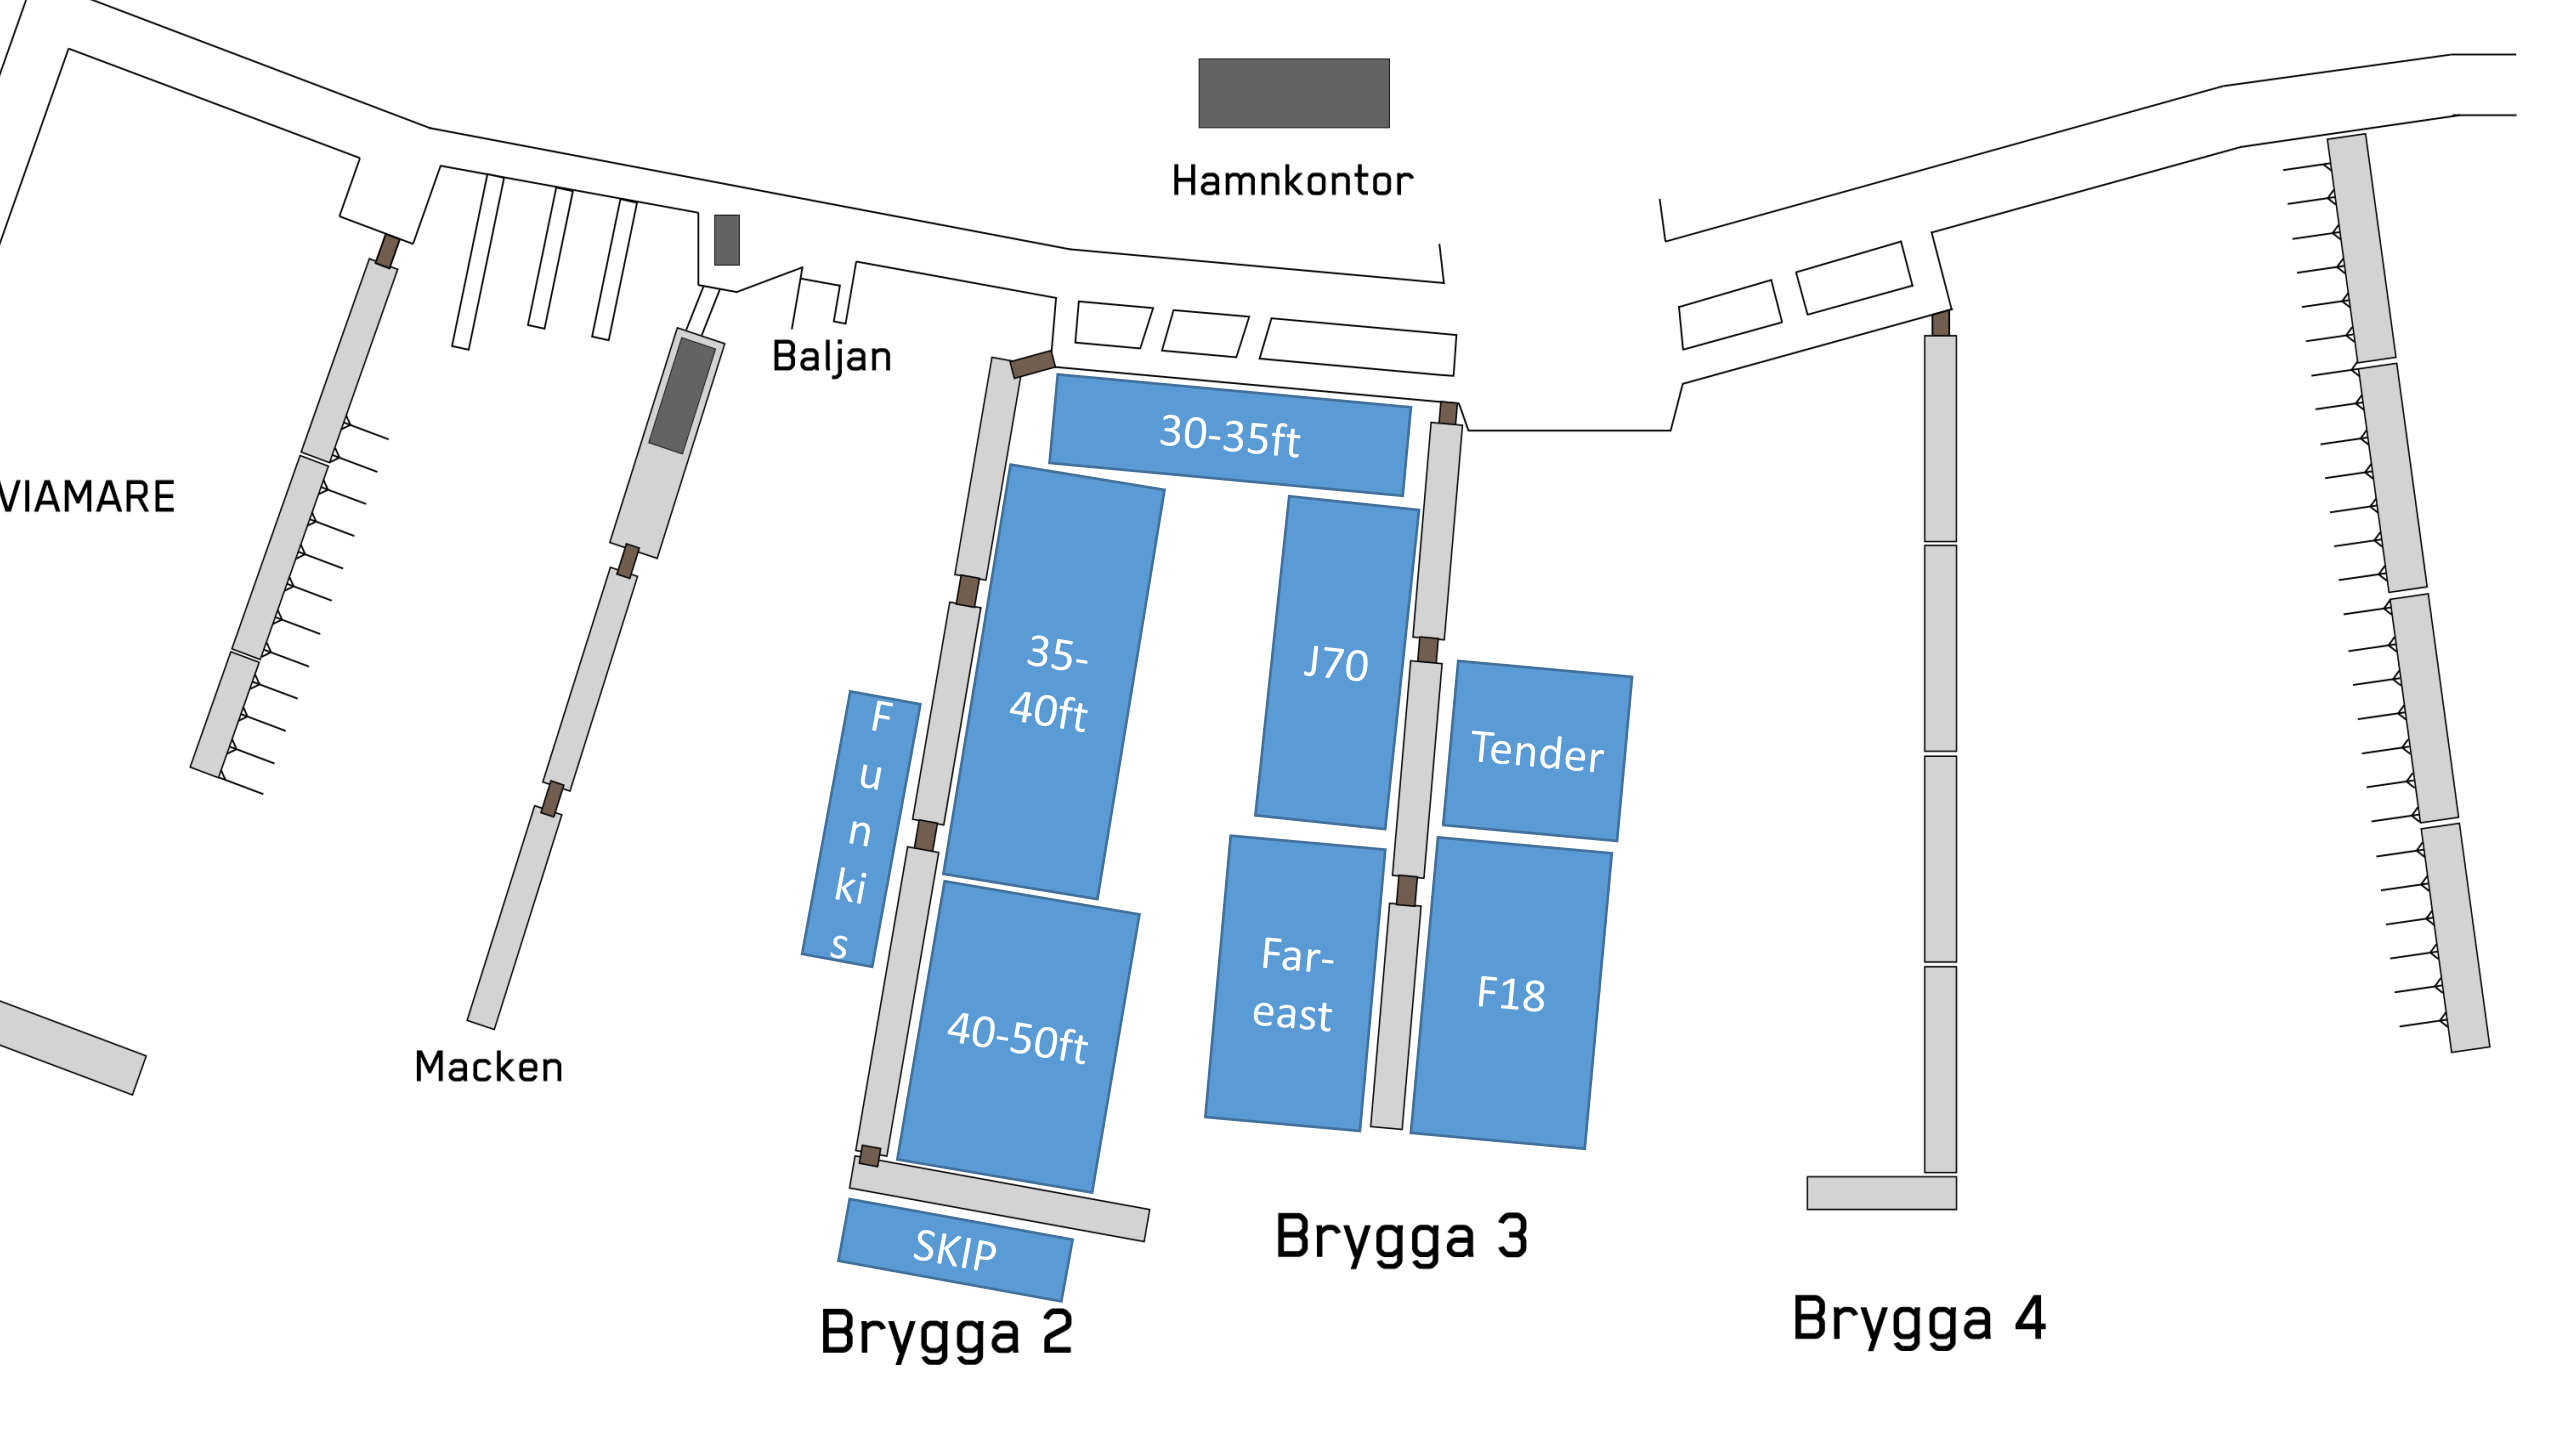 Hamnkontor
Baljan
30-35ft
VIAMARE
35-
40ft
J70
F
u
n
ki
s
Tender
Far-
east
F18
40-50ft
Macken
SKIP
Brygga 3
Brygga 2
Brygga 4